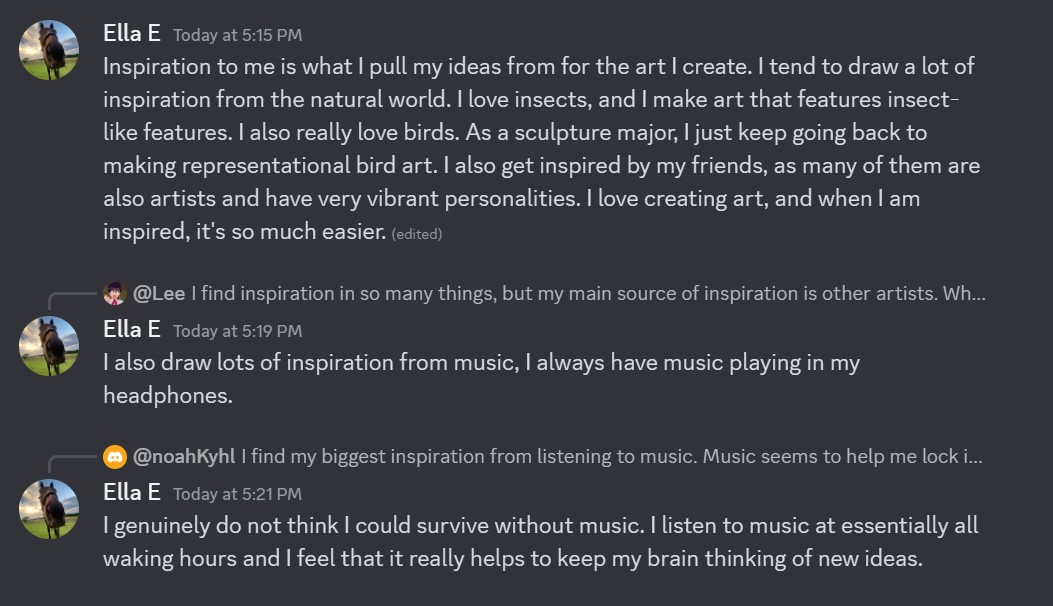 Ella E Today at 5:15 PM
Inspiration to me is what I pull my ideas from for the art I create. I tend to draw a lot of
inspiration from the natural world. I love insects, and I make art that features insect-
like features. I also really love birds. As a sculpture major, I just keep going back to
making representational bird art. I also get inspired by my friends, as many of them are
also artists and have very vibrant personalities. I love creating art, and when I am
inspired, it's so much easier. (edited)
@Lee I find inspiration in so many things, but my main source of inspiration is other artists. Wh...
Ella E Today at 5:19 PM
I also draw lots of inspiration from music, I always have music playing in my
headphones.
@noahKyhl I find my biggest inspiration from listening to music. Music seems to help me lock i...
Ella E Today at 5:21 PM
I genuinely do not think I could survive without music. I listen to music at essentially all
waking hours and I feel that it really helps to keep my brain thinking of new ideas.